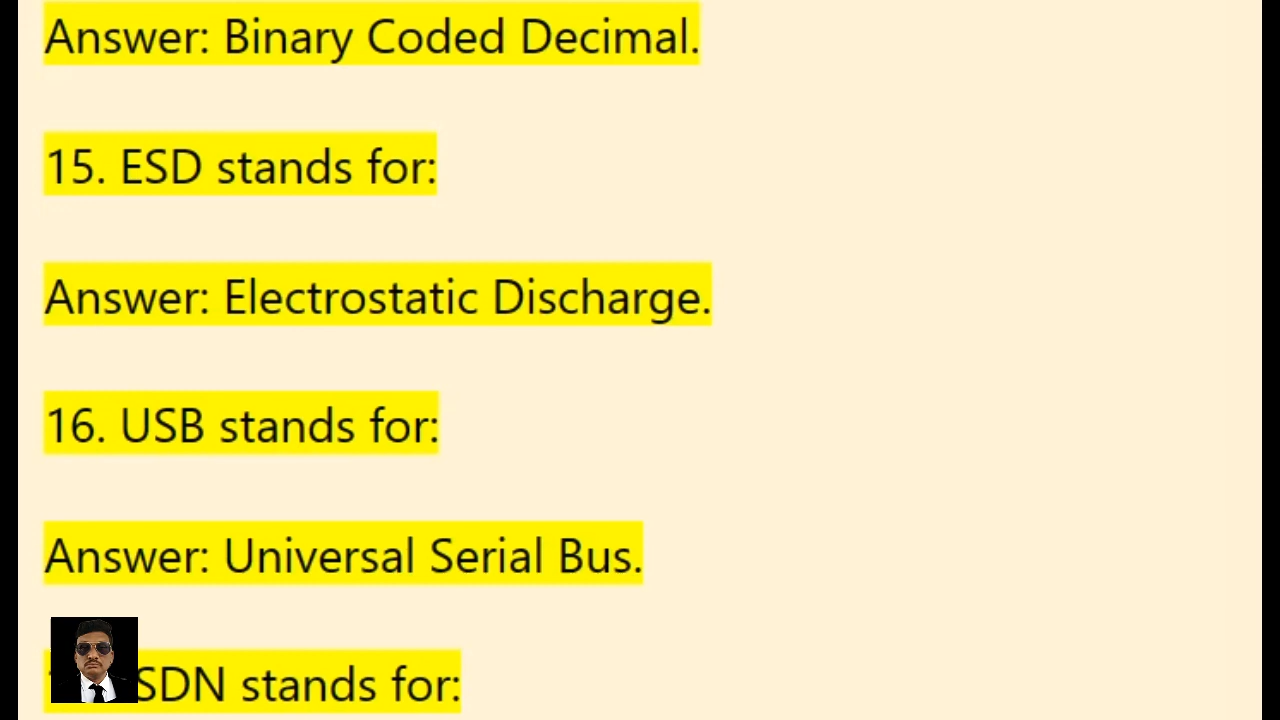 Answer: Binary Coded Decimal.
15. ESD stands for:
Answer: Electrostatic Discharge.
16. USB stands for:
Answer: Universal Serial Bus.
SDN stands for: